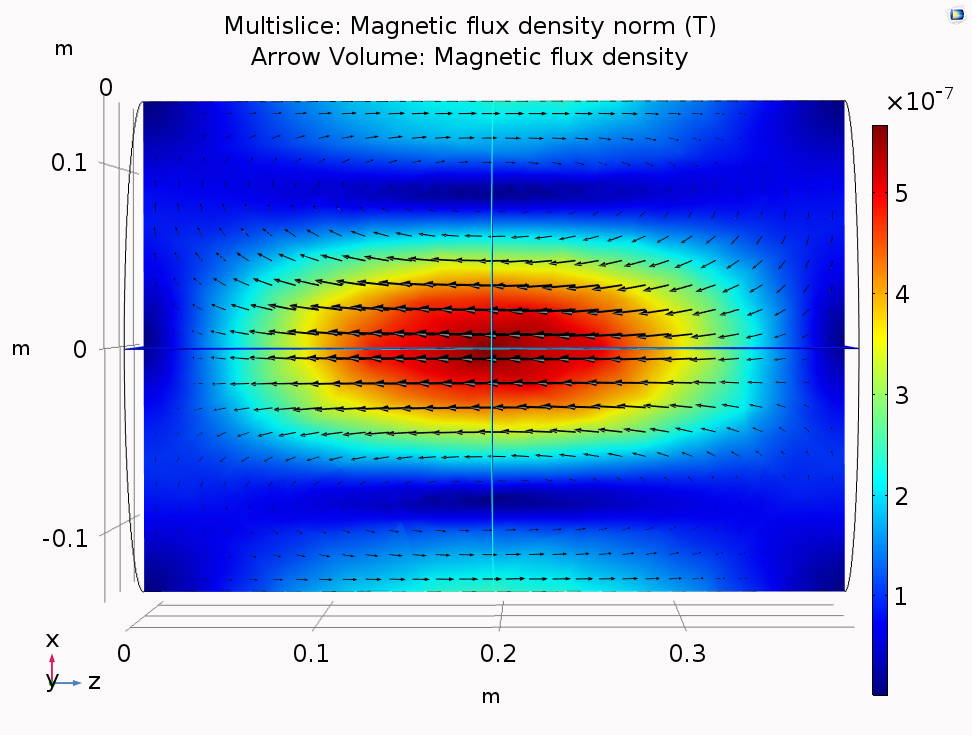 Multislice: Magnetic flux density norm (T)
Arrow Volume: Magnetic flux density
m
0
×10⁻⁷
0.1
5
4
m
0
3
2
-0.1
1
x
y
z
0
0.1
0.2
0.3
m